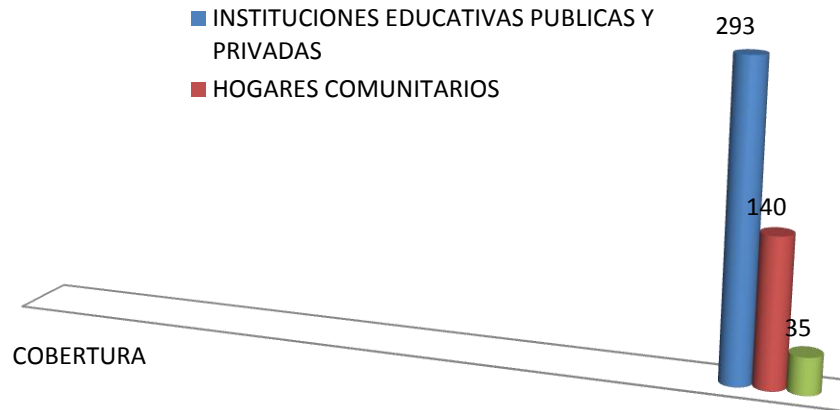 INSTITUCIONES EDUCATIVAS PUBLICAS Y
PRIVADAS
HOGARES COMUNITARIOS
293
140
35
COBERTURA